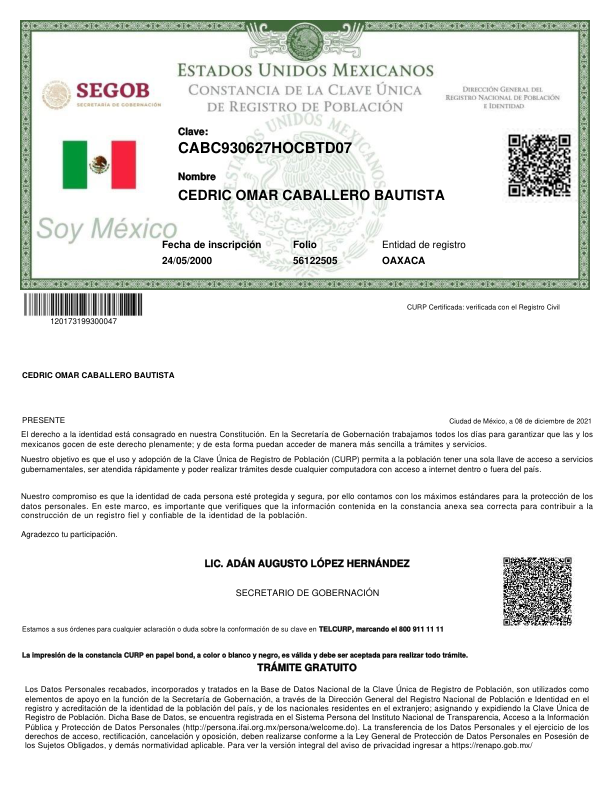 ESTADOS UNIDOS MEXICANOS
SEGOB
SECRETARÍA DE GOBERNACIÓN
CONSTANCIA DE LA CLAVE ÚNICA
DE REGISTRO DE POBLACIÓN
DIRECCIÓN GENERAL DEL
REGISTRO NACIONAL DE POBLACIÓN
E IDENTIDAD
Clave:
CABC930627HOCBTD07
Nombre
CEDRIC OMAR CABALLERO BAUTISTA
ESTADOS UNIDOS MEXICANOS
Soy México
Fecha de inscripción Folio Entidad de registro
24/05/2000 56122505 OAXACA
120173199300047
CURP Certificada: verificada con el Registro Civil
CEDRIC OMAR CABALLERO BAUTISTA
PRESENTE
Ciudad de México, a 08 de diciembre de 2021
El derecho a la identidad está consagrado en nuestra Constitución. En la Secretaría de Gobernación trabajamos todos los días para garantizar que las y los
mexicanos gocen de este derecho plenamente; y de esta forma puedan acceder de manera más sencilla a trámites y servicios.
Nuestro objetivo es que el uso y adopción de la Clave Única de Registro de Población (CURP) permita a la población tener una sola llave de acceso a servicios
gubernamentales, ser atendida rápidamente y poder realizar trámites desde cualquier computadora con acceso a internet dentro o fuera del país.
Nuestro compromiso es que la identidad de cada persona esté protegida y segura, por ello contamos con los máximos estándares para la protección de los
datos personales. En este marco, es importante que verifiques que la información contenida en la constancia anexa sea correcta para contribuir a la
construcción de un registro fiel y confiable de la identidad de la población.
Agradezco tu participación.
LIC. ADÁN AUGUSTO LÓPEZ HERNÁNDEZ
SECRETARIO DE GOBERNACIÓN
Estamos a sus órdenes para cualquier aclaración o duda sobre la conformación de su clave en TELCURP, marcando el 800 911 11 11
La impresión de la constancia CURP en papel bond, a color o blanco y negro, es válida y debe ser aceptada para realizar todo trámite.
TRÁMITE GRATUITO
Los Datos Personales recabados, incorporados y tratados en la Base de Datos Nacional de la Clave Única de Registro de Población, son utilizados como
elementos de apoyo en la función de la Secretaría de Gobernación, a través de la Dirección General del Registro Nacional de Población e Identidad en el
registro y acreditación de la identidad de la población del país, y de los nacionales residentes en el extranjero; asignando y expidiendo la Clave Única de
Registro de Población. Dicha Base de Datos, se encuentra registrada en el Sistema Persona del Instituto Nacional de Transparencia, Acceso a la Información
Pública y Protección de Datos Personales (http://persona.ifai.org.mx/persona/welcome.do). La transferencia de los Datos Personales y el ejercicio de los
derechos de acceso, rectificación, cancelación y oposición, deben realizarse conforme a la Ley General de Protección de Datos Personales en Posesión de
los Sujetos Obligados, y demás normatividad aplicable. Para ver la versión integral del aviso de privacidad ingresar a https://renapo.gob.mx/